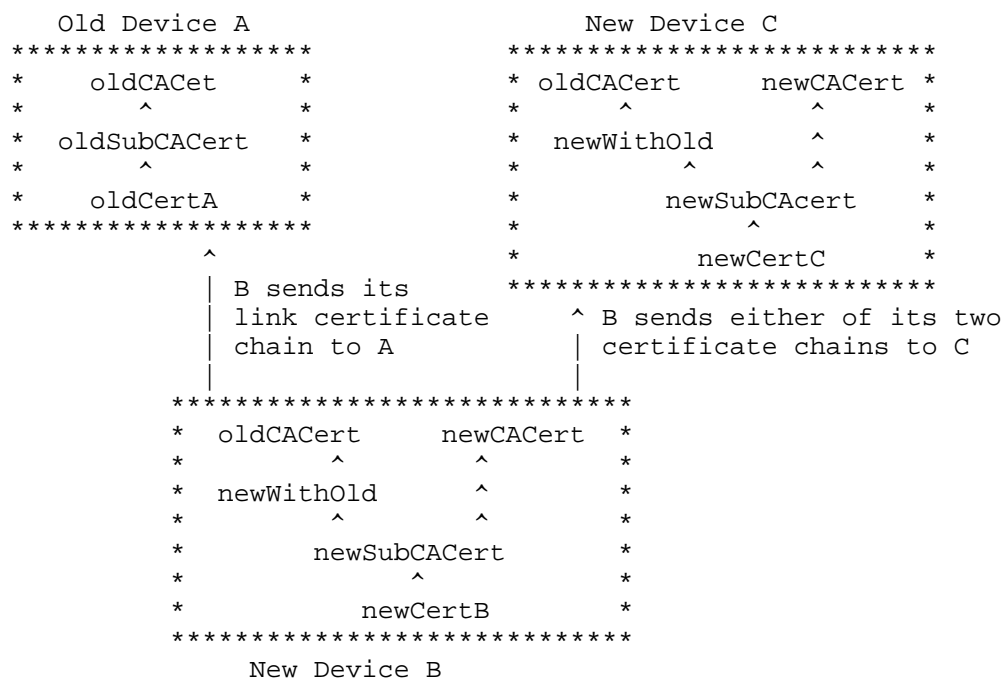 Old Device A                     New Device C
*******************            ***************************
*     oldCACet     *            * oldCACert     newCACert *
*        ^         *            *      ^            ^      *
*   oldSubCACert   *            *  newWithOld      ^      *
*        ^         *            *          ^       ^      *
*     oldCertA     *            *         newSubCAcert    *
*******************            *              ^          *
^                  *           newCertC      *
| B sends its      ***************************
| link certificate     ^ B sends either of its two
| chain to A           | certificate chains to C
|                      |
*****************************
*  oldCACert     newCACert  *
*       ^        ^        *
*  newWithOld      ^        *
*       ^        ^        *
*        newSubCACert       *
*            ^            *
*           newCertB        *
*****************************
New Device B